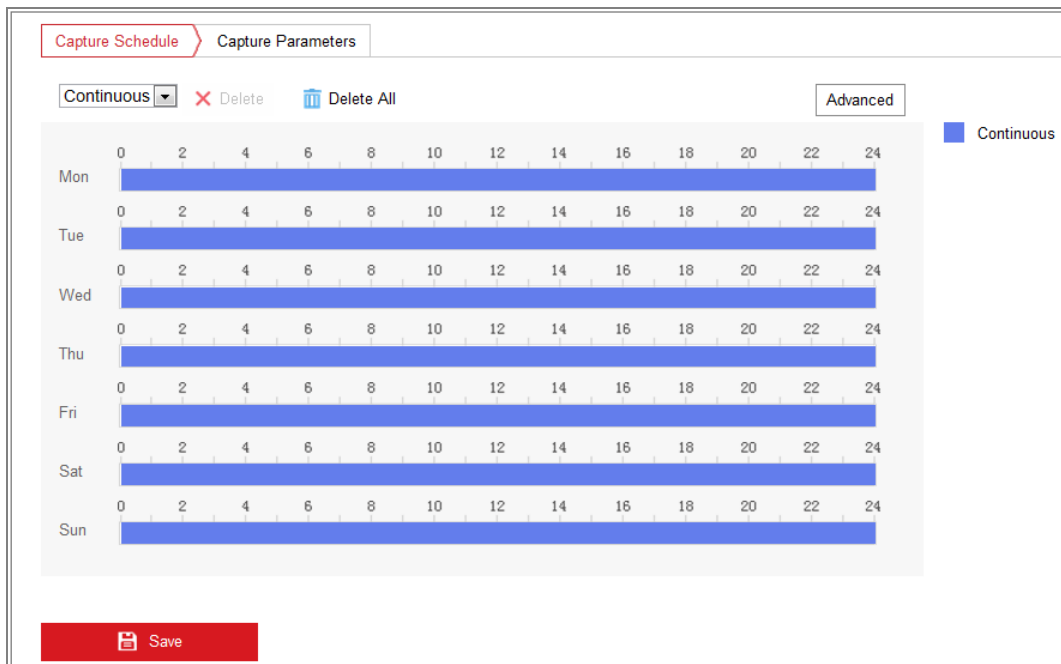 Capture Schedule Capture Parameters
Continuous Delete Delete All Advanced
Continuous
0 2 4 6 8 10 12 14 16 18 20 22 24
Mon
0 2 4 6 8 10 12 14 16 18 20 22 24
Tue
0 2 4 6 8 10 12 14 16 18 20 22 24
Wed
0 2 4 6 8 10 12 14 16 18 20 22 24
Thu
0 2 4 6 8 10 12 14 16 18 20 22 24
Fri
0 2 4 6 8 10 12 14 16 18 20 22 24
Sat
0 2 4 6 8 10 12 14 16 18 20 22 24
Sun
Save